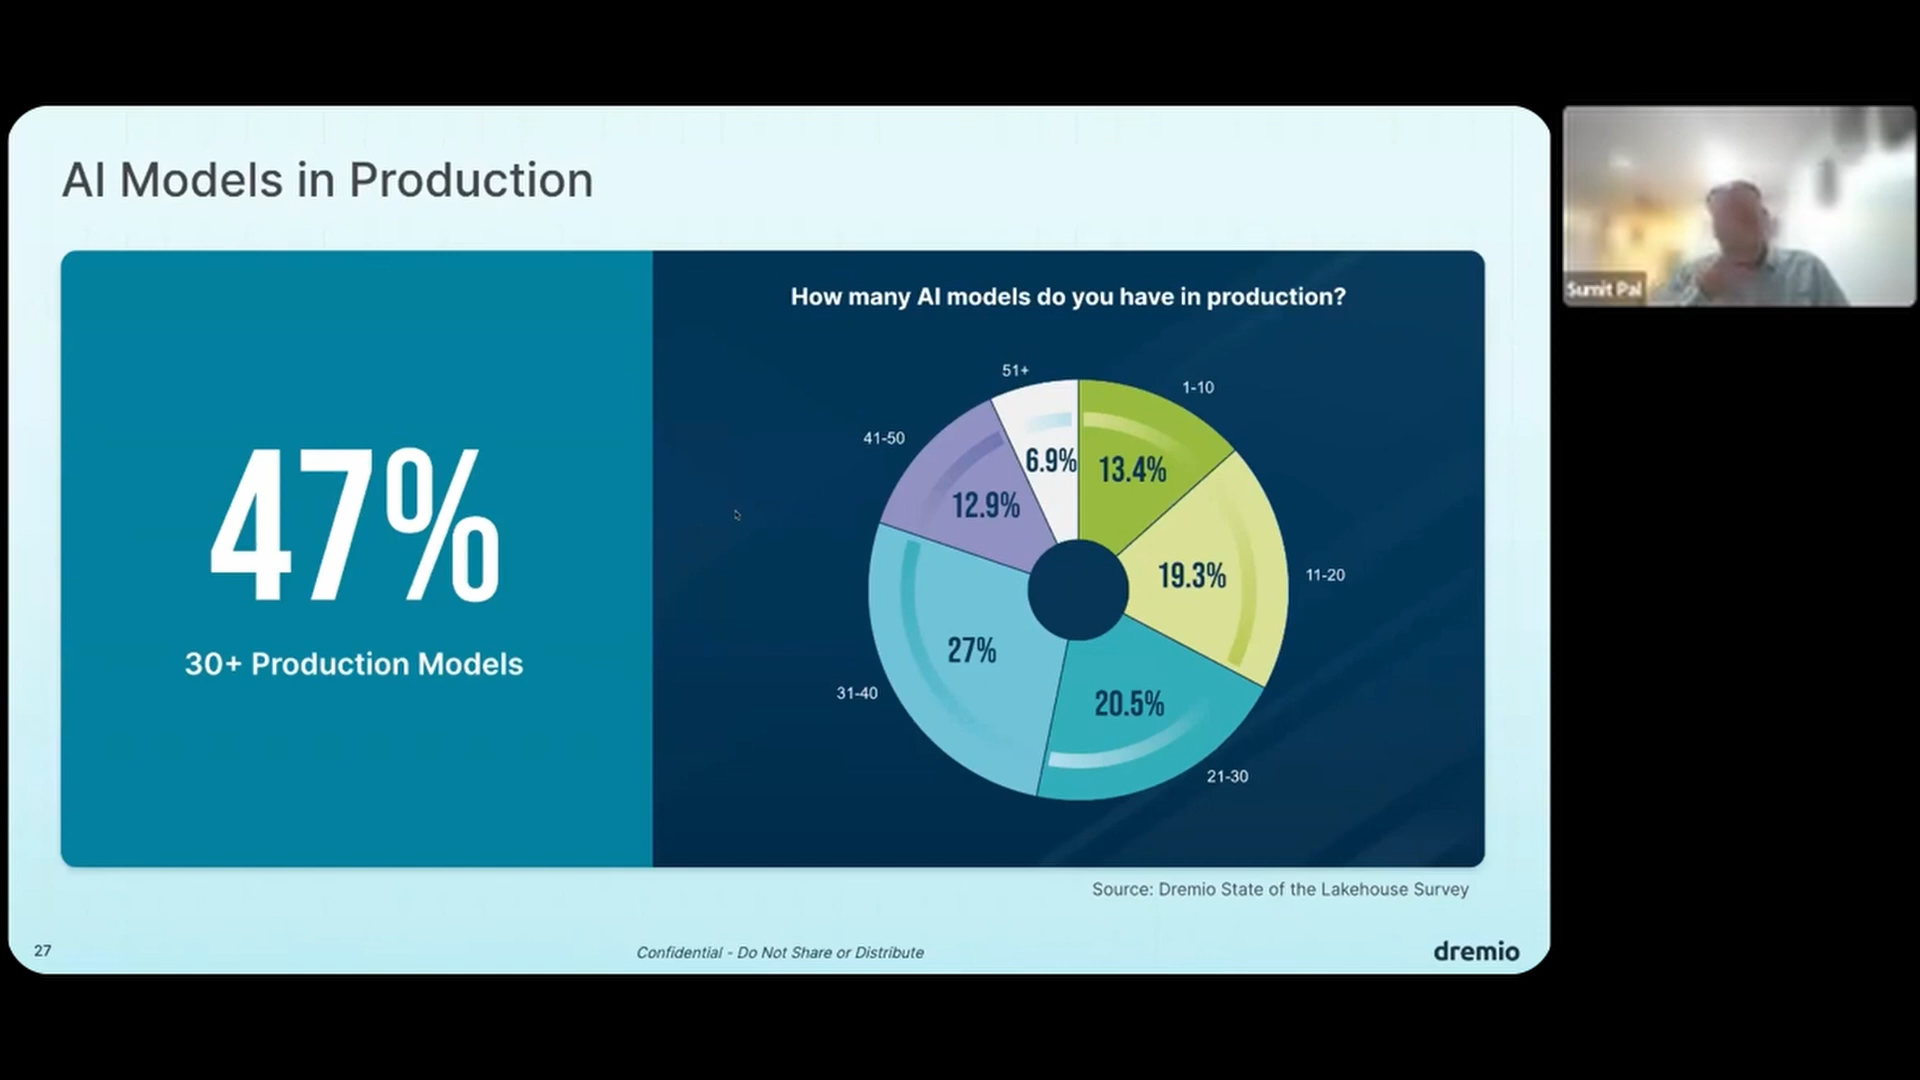 AI Models in Production
47%
30+ Production Models
How many AI models do you have in production?
51+
1-10
41-50
6.9%
13.4%
12.9%
19.3%
11-20
27%
31-40
20.5%
21-30
Source: Dremio State of the Lakehouse Survey
27
Confidential - Do Not Share or Distribute
dremio
Sumit Pal